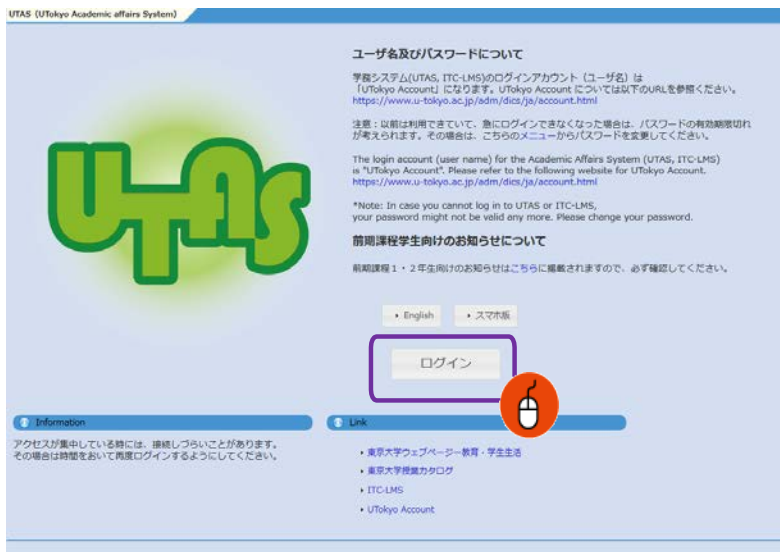 UTAS (UTokyo Academic affairs System)
UTAS
ユーザ名及びパスワードについて
学務システム(UTAS, ITC-LMS)のログインアカウント（ユーザ名）は
「UTokyo Account」になります。UTokyo Account については以下のURLを参照ください。
https://www.u-tokyo.ac.jp/adm/dics/ja/account.html
注意：以前は利用できていて、急にログインできなくなった場合は、パスワードの有効期限切れ
が考えられます。その場合は、こちらのメニューからパスワードを変更してください。
The login account (user name) for the Academic Affairs System (UTAS, ITC-LMS)
is "UTokyo Account". Please refer to the following website for UTokyo Account.
https://www.u-tokyo.ac.jp/adm/dics/ja/account.html
*Note: In case you cannot log in to UTAS or ITC-LMS,
your password might not be valid any more. Please change your password.
前期課程学生向けのお知らせについて
前期課程１・２年生向けのお知らせはこちらに掲載されますので、必ず確認してください。
English
スマホ版
ログイン
Information
アクセスが集中している時には、接続しづらいことがあります。
その場合は時間をおいて再度ログインするようにしてください。
Link
東京大学ウェブページー教育・学生生活
東京大学授業カタログ
ITC-LMS
UTokyo Account